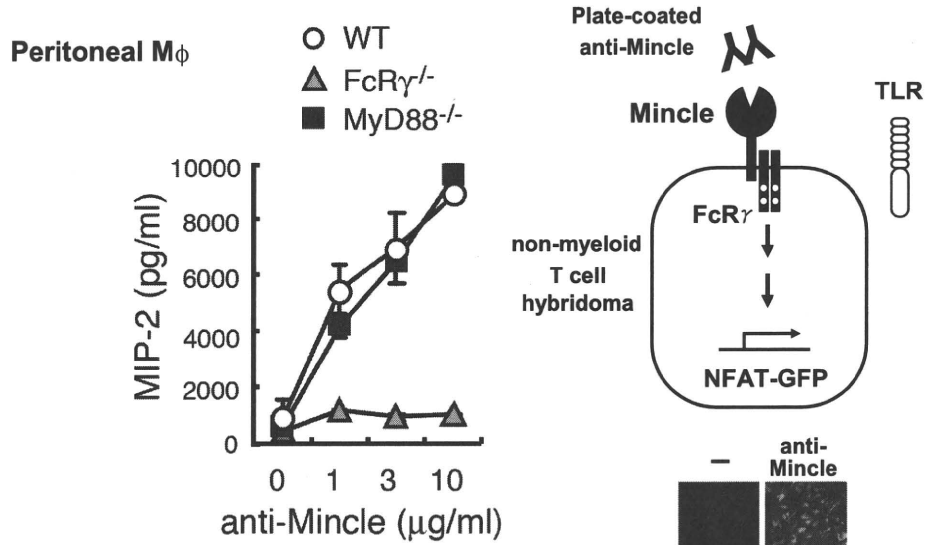 Peritoneal Mϕ
WT
FcRγ-/-
MyD88-/-
MIP-2 (pg/ml)
10000
8000
6000
4000
2000
0
0 1 3 10
anti-Mincle (μg/ml)
Plate-coated
anti-Mincle
Mincle
TLR
FcRγ
non-myeloid
T cell
hybridoma
NFAT-GFP
–
anti-
Mincle